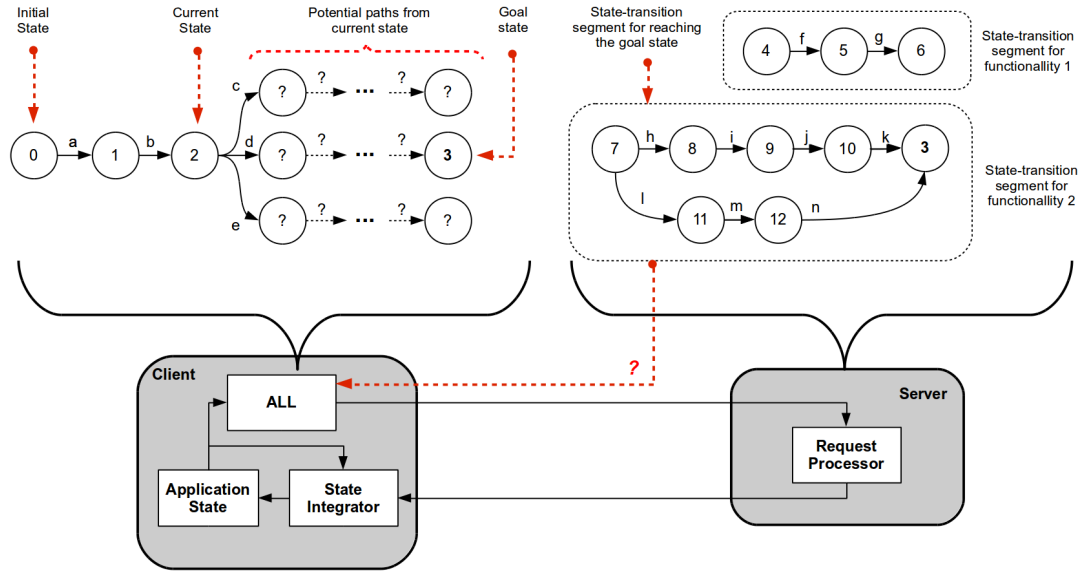 Initial
State
Current
State
Potential paths from
current state
Goal
state
State-transition
segment for reaching
the goal state
4
f
5
g
6
State-transition
segment for
functionallity 1
0
a
1
b
2
c
d
e
?
?
...
?
?
?
?
...
?
3
?
?
...
?
?
7
h
8
i
9
j
10
k
3
l
11
m
12
n
State-transition
segment for
functionallity 2
?
Client
ALL
Application
State
State
Integrator
Server
Request
Processor